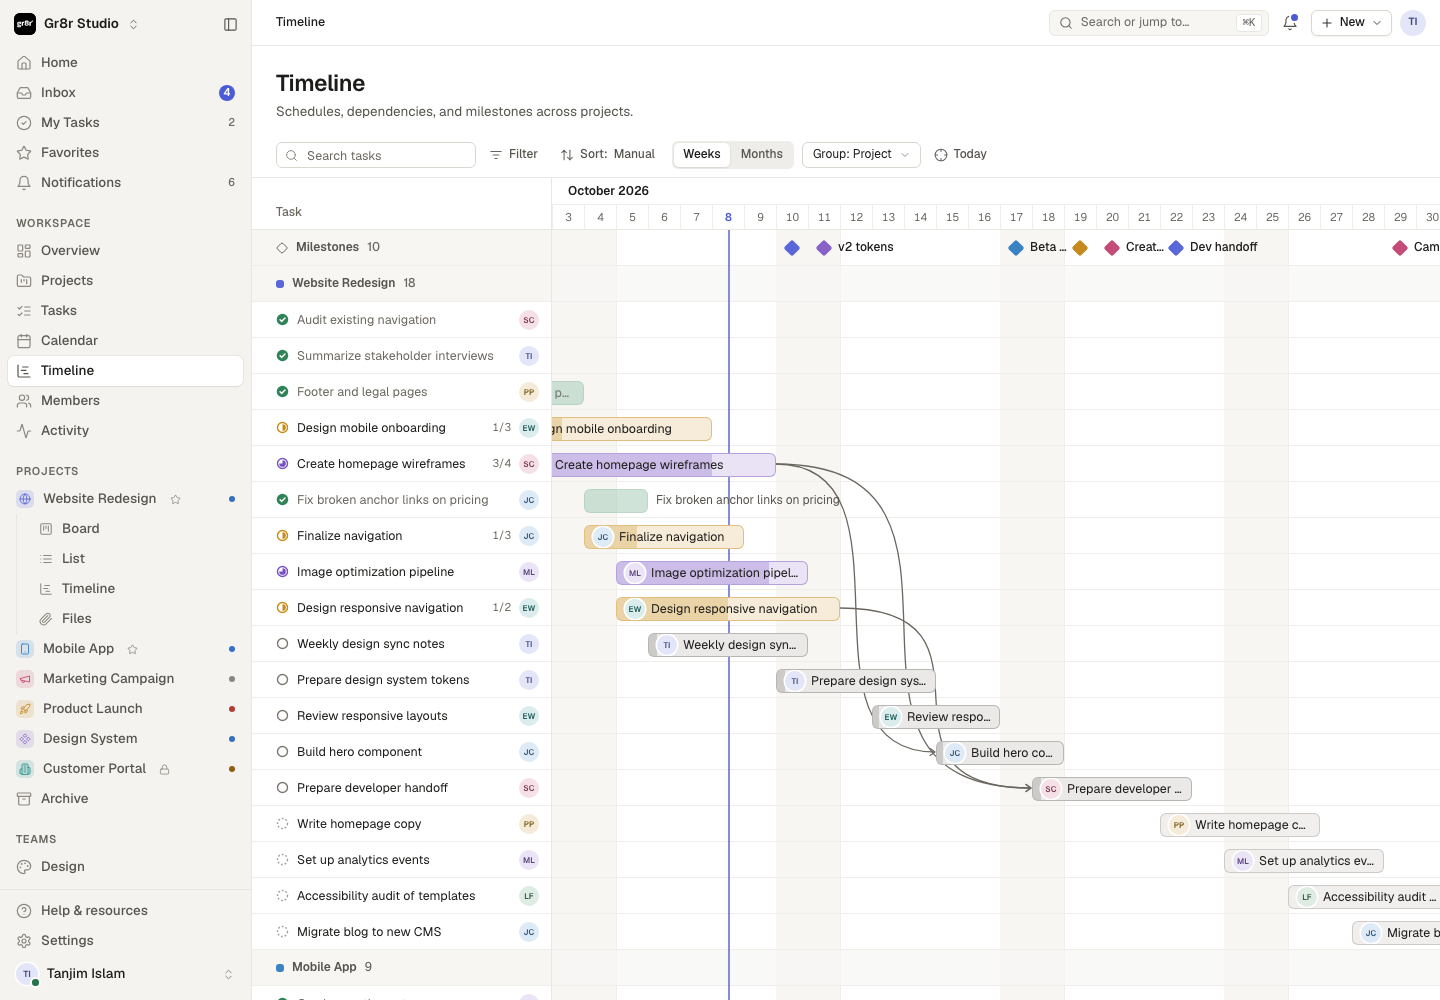 gr8r Gr8r Studio
Home
Inbox 4
My Tasks 2
Favorites
Notifications 6
WORKSPACE
Overview
Projects
Tasks
Calendar
Timeline
Members
Activity
PROJECTS
Website Redesign
Board
List
Timeline
Files
Mobile App
Marketing Campaign
Product Launch
Design System
Customer Portal
Archive
TEAMS
Design
Help & resources
Settings
TI Tanjim Islam
Timeline
Search or jump to... ⌘K
New
TI
Timeline
Schedules, dependencies, and milestones across projects.
Search tasks
Filter
Sort: Manual
Weeks Months
Group: Project
Today
October 2026
Task
3 4 5 6 7 8 9 10 11 12 13 14 15 16 17 18 19 20 21 22 23 24 25 26 27 28 29 30
Milestones 10
v2 tokens Beta ... Creat... Dev handoff Cam
Website Redesign 18
Audit existing navigation SC
Summarize stakeholder interviews TI
Footer and legal pages PP
p...
Design mobile onboarding 1/3 EW
gn mobile onboarding
Create homepage wireframes 3/4 SC
Create homepage wireframes
Fix broken anchor links on pricing JC
Fix broken anchor links on pricing
Finalize navigation 1/3 JC
JC Finalize navigation
Image optimization pipeline ML
ML Image optimization pipel...
Design responsive navigation 1/2 EW
EW Design responsive navigation
Weekly design sync notes TI
TI Weekly design syn...
Prepare design system tokens TI
TI Prepare design sys...
Review responsive layouts EW
EW Review respo...
Build hero component JC
JC Build hero co...
Prepare developer handoff SC
SC Prepare developer ...
Write homepage copy PP
PP Write homepage c...
Set up analytics events ML
ML Set up analytics ev...
Accessibility audit of templates LF
LF Accessibility audit ...
Migrate blog to new CMS JC
JC Migrate b
Mobile App 9